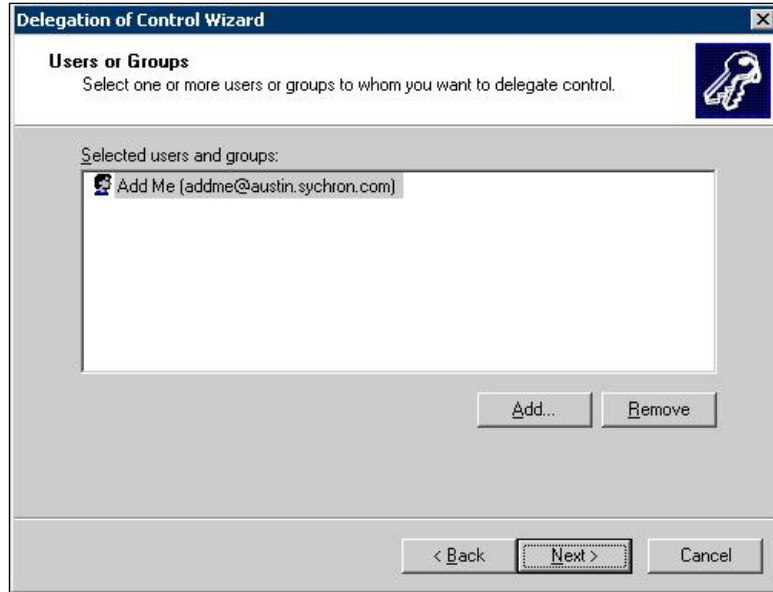 Delegation of Control Wizard
Users or Groups
Select one or more users or groups to whom you want to delegate control.
Selected users and groups:
Add Me (addme@austin.sychron.com)
Add... Remove
< Back Next > Cancel